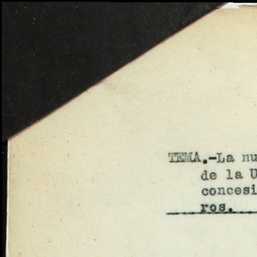 TEMA.-La nu
de la U
concesi
ros.